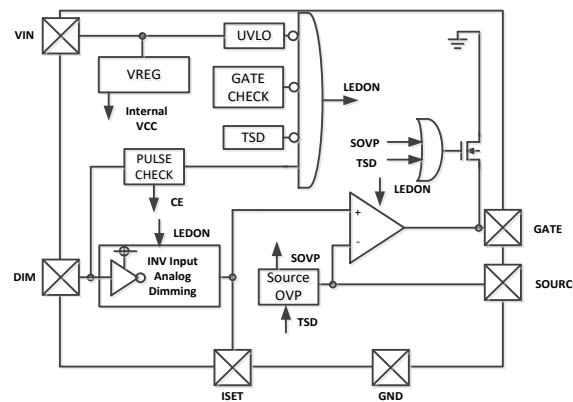 VIN
UVLO
VREG
GATE
CHECK
LEDON
Internal
VCC
TSD
SOVP
TSD
PULSE
CHECK
LEDON
CE
LEDON
+
-
GATE
DIM
INV Input
Analog
Dimming
SOVP
Source
OVP
SOURC
TSD
ISET
GND